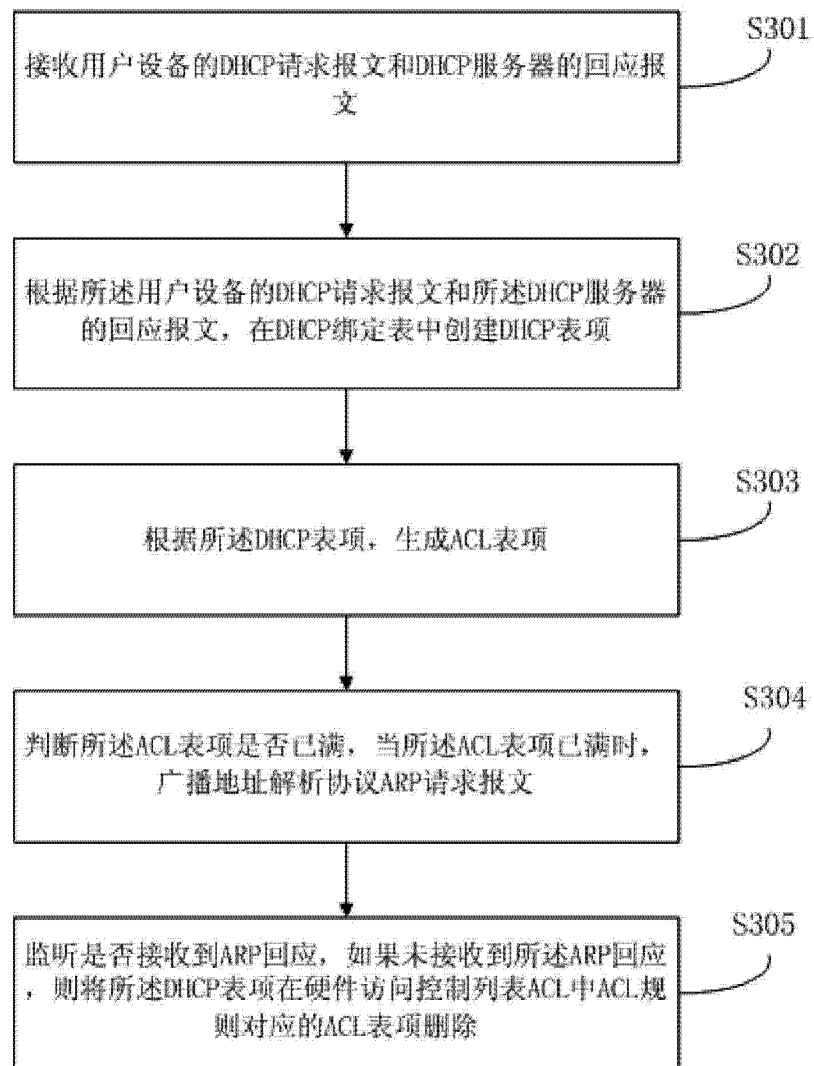 S301
接收用户设备的DHCP请求报文和DHCP服务器的回应报
文
S302
根据所述用户设备的DHCP请求报文和所述DHCP服务器
的回应报文，在DHCP绑定表中创建DHCP表项
S303
根据所述DHCP表项，生成ACL表项
S304
判断所述ACL表项是否已满，当所述ACL表项已满时，
广播地址解析协议ARP请求报文
S305
监听是否接收到ARP回应，如果未接收到所述ARP回应
，则将所述DHCP表项在硬件访问控制列表ACL中ACL规
则对应的ACL表项删除